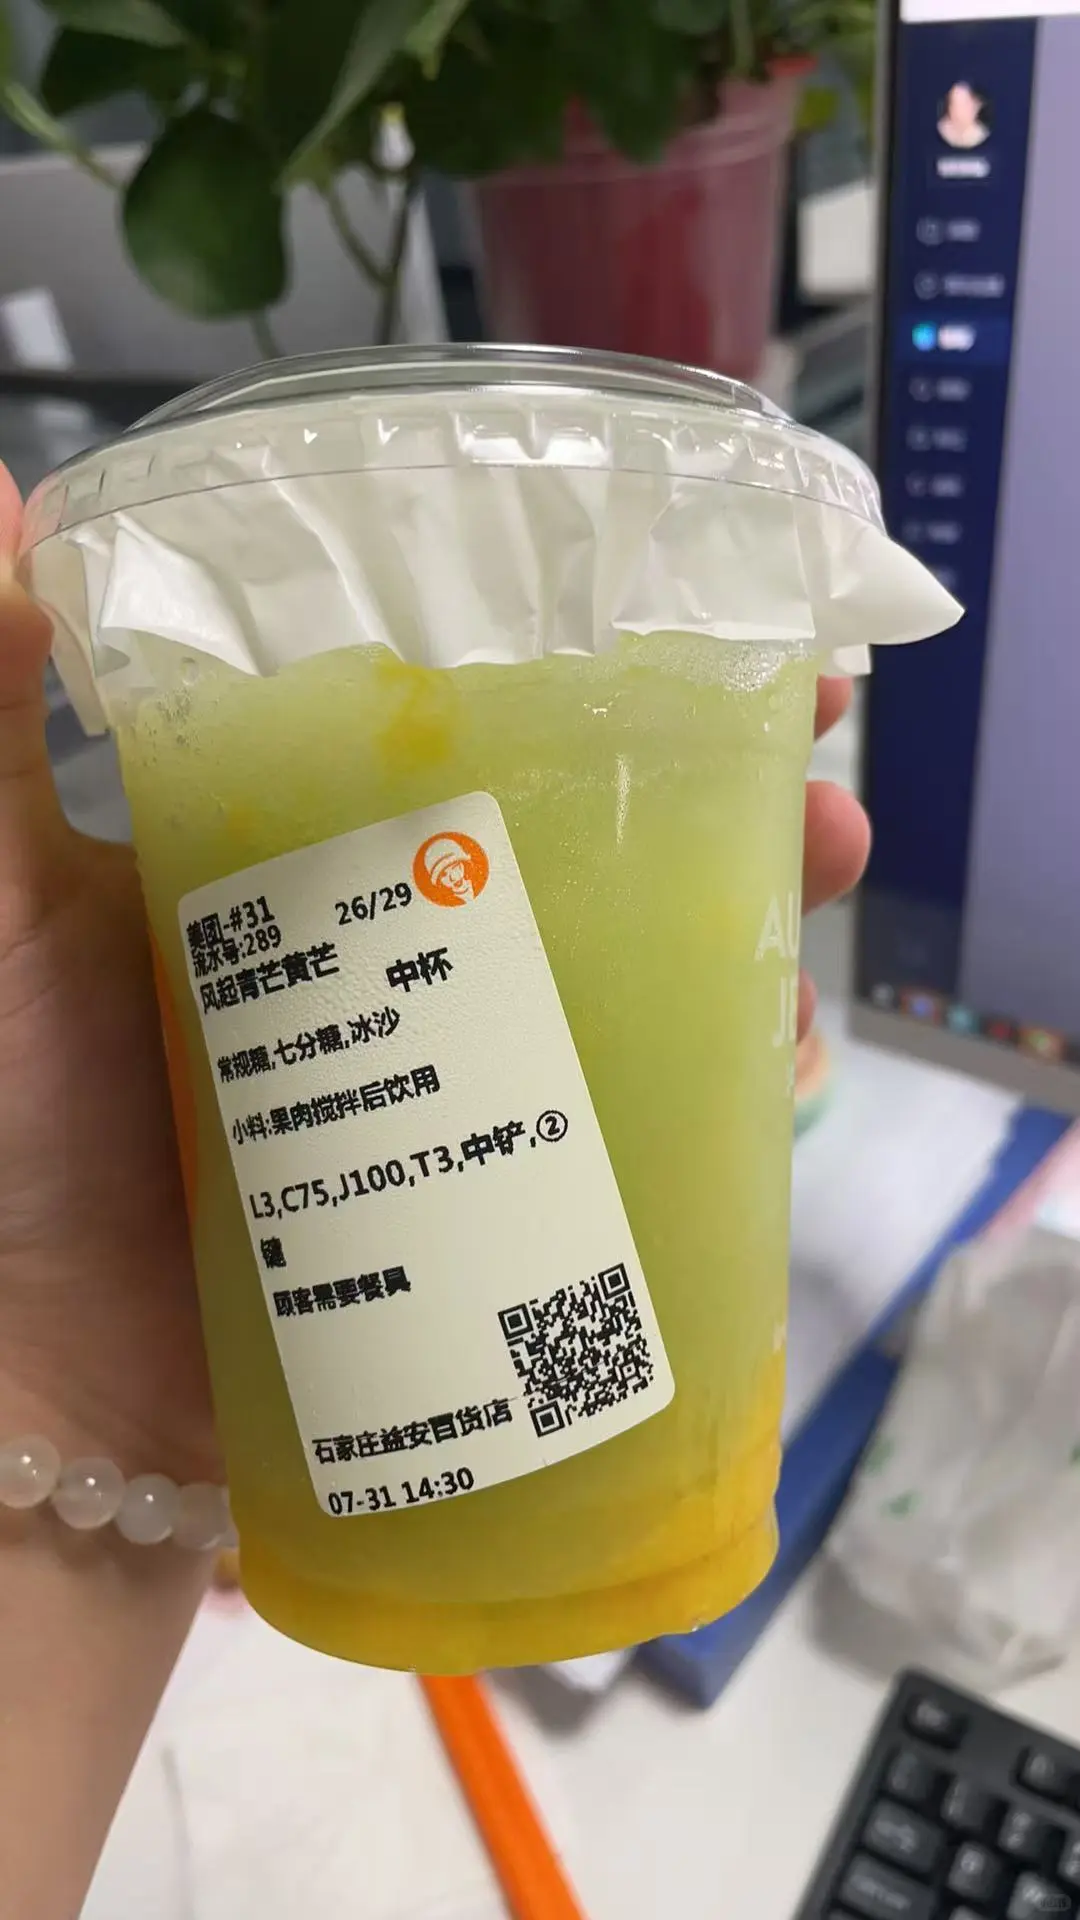 美团-#31
26/29
流水号:289
风起青芒黄芒 中杯
常规糖,七分糖,冰沙
小料:果肉搅拌后饮用
L3,C75,J100,T3,中铲,②
键
顾客需要餐具
石家庄益安百货店
07-31 14:30
AU
JE